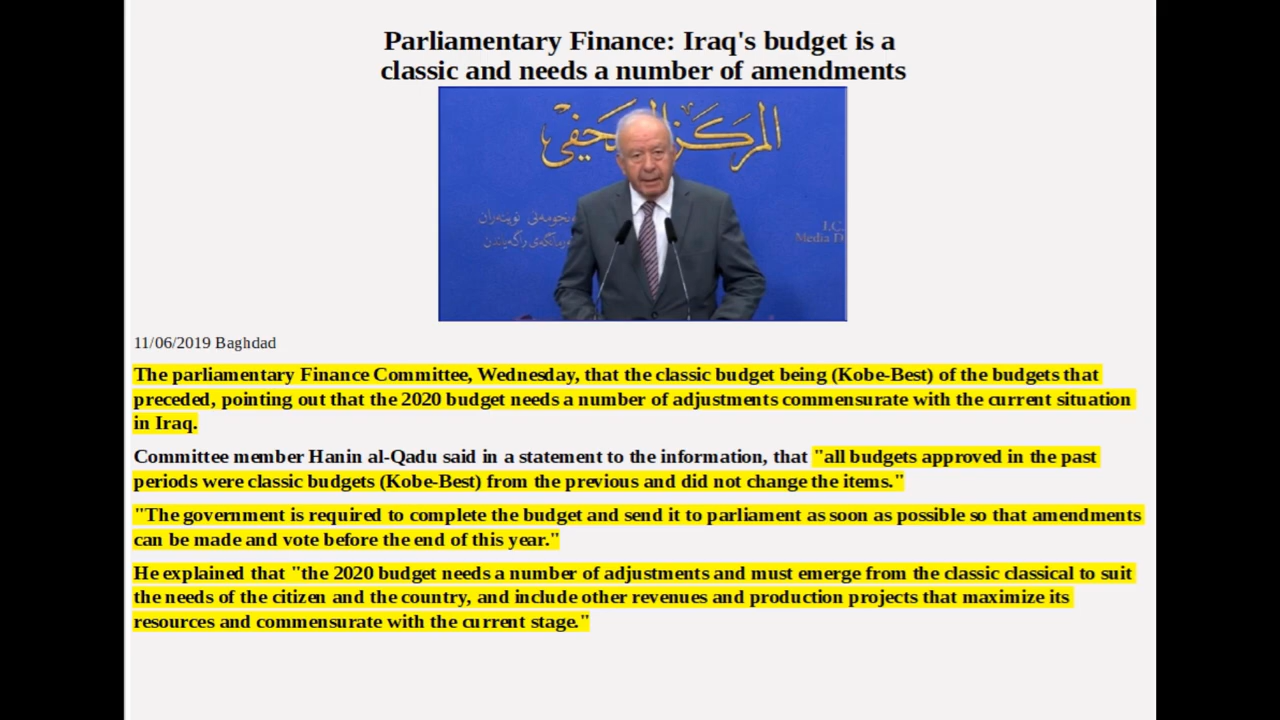 Parliamentary Finance: Iraq's budget is a
classic and needs a number of amendments
المركز
نجومەنی نوێنەران
I.C.
Media D
11/06/2019 Baghdad
The parliamentary Finance Committee, Wednesday, that the classic budget being (Kobe-Best) of the budgets that
preceded, pointing out that the 2020 budget needs a number of adjustments commensurate with the current situation
in Iraq.
Committee member Hanin al-Qadu said in a statement to the information, that "all budgets approved in the past
periods were classic budgets (Kobe-Best) from the previous and did not change the items."
"The government is required to complete the budget and send it to parliament as soon as possible so that amendments
can be made and vote before the end of this year."
He explained that "the 2020 budget needs a number of adjustments and must emerge from the classic classical to suit
the needs of the citizen and the country, and include other revenues and production projects that maximize its
resources and commensurate with the current stage."